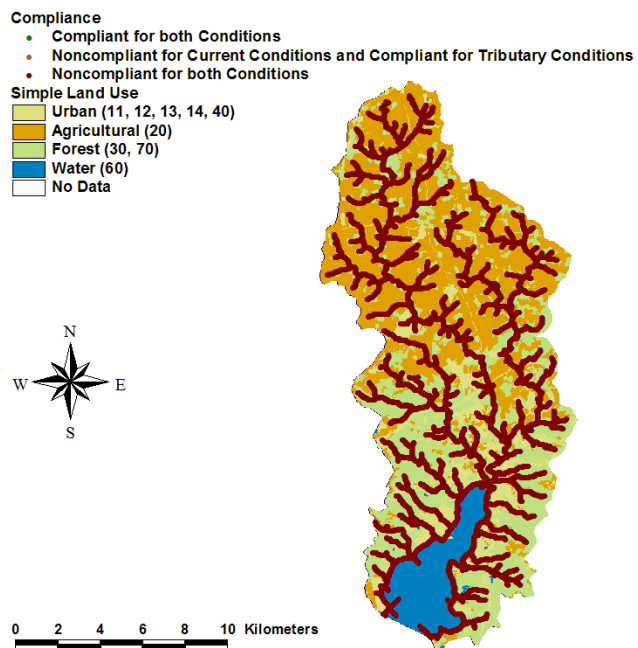 Compliance
Compliant for both Conditions
Noncompliant for Current Conditions and Compliant for Tributary Conditions
Noncompliant for both Conditions
Simple Land Use
Urban (11, 12, 13, 14, 40)
Agricultural (20)
Forest (30, 70)
Water (60)
No Data
N
W E
S
0 2 4 6 8 10 Kilometers